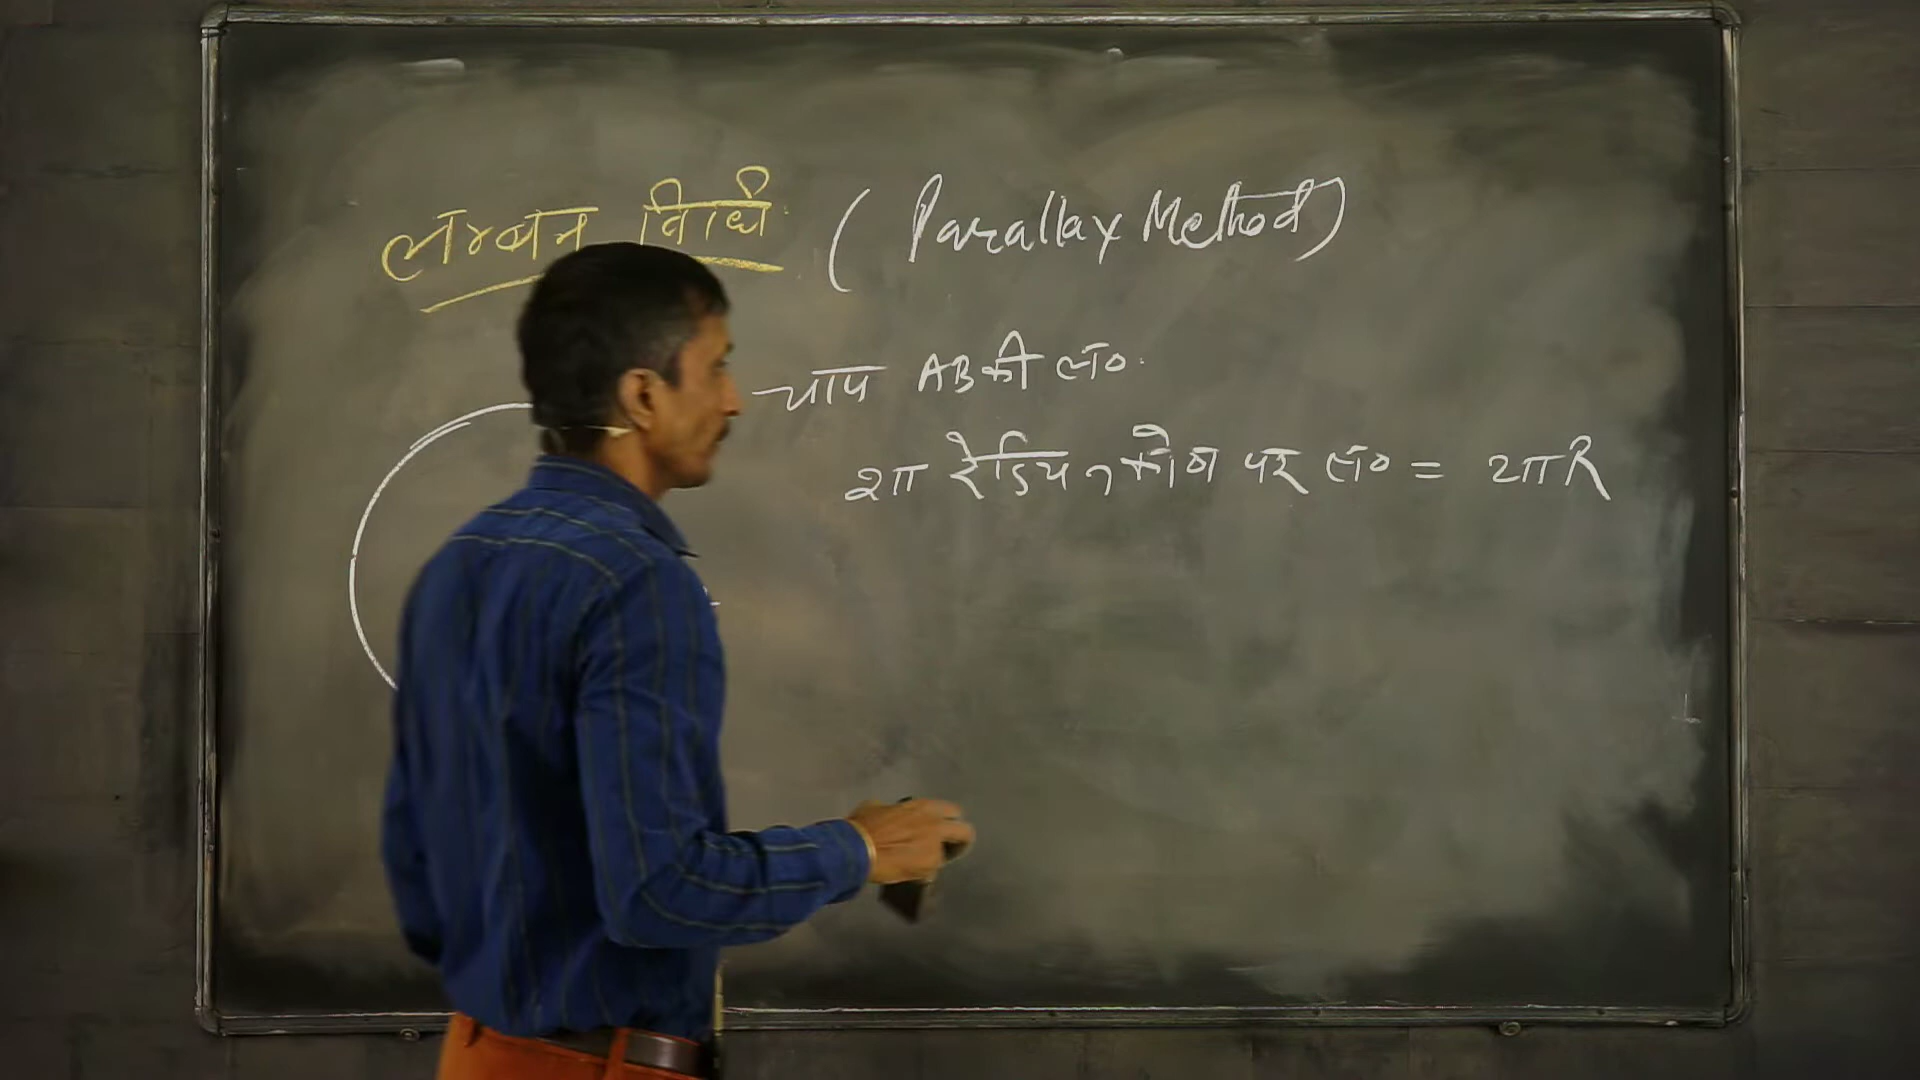 लम्बन विधि (Parallax Method)
चाप AB की लं०
2π रेडियन कोण पर लं० = 2πR